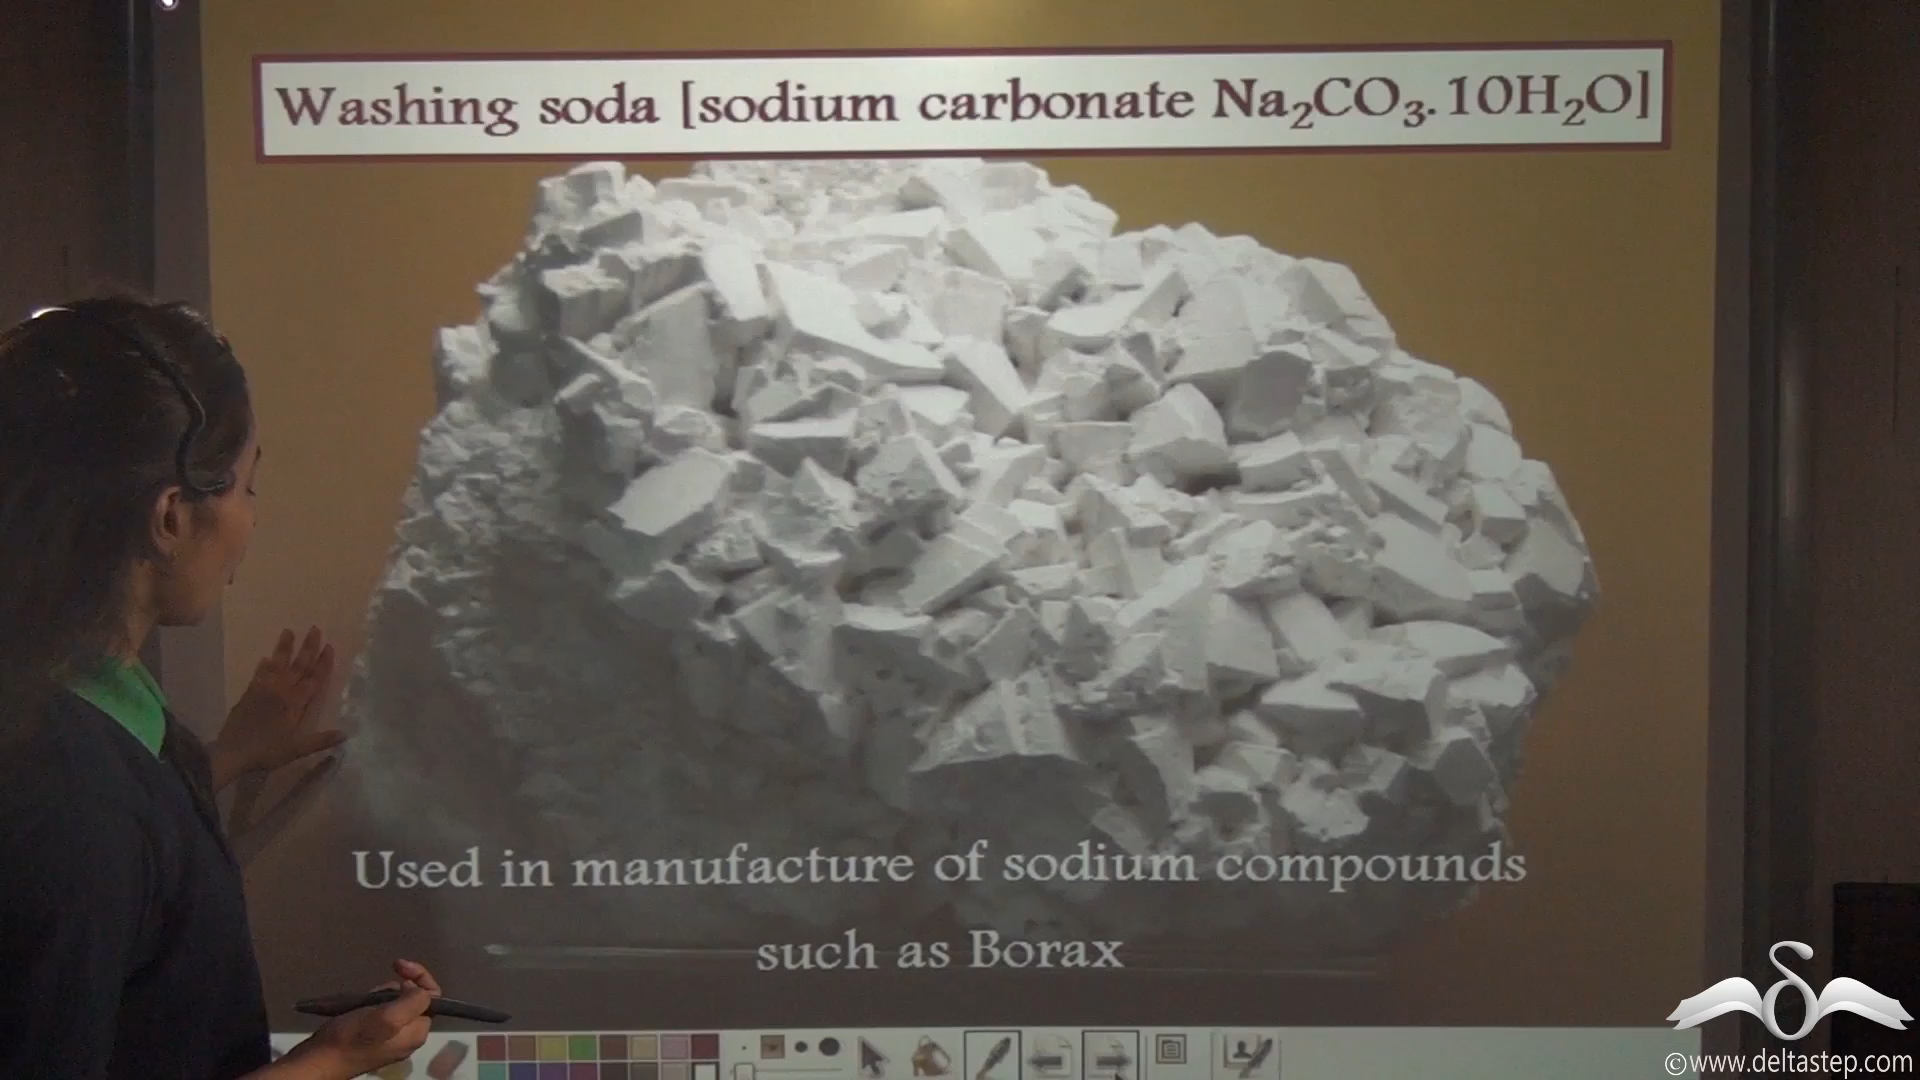 Washing soda [sodium carbonate Na₂CO₃.10H₂O]
Used in manufacture of sodium compounds
such as Borax
©www.deltastep.com